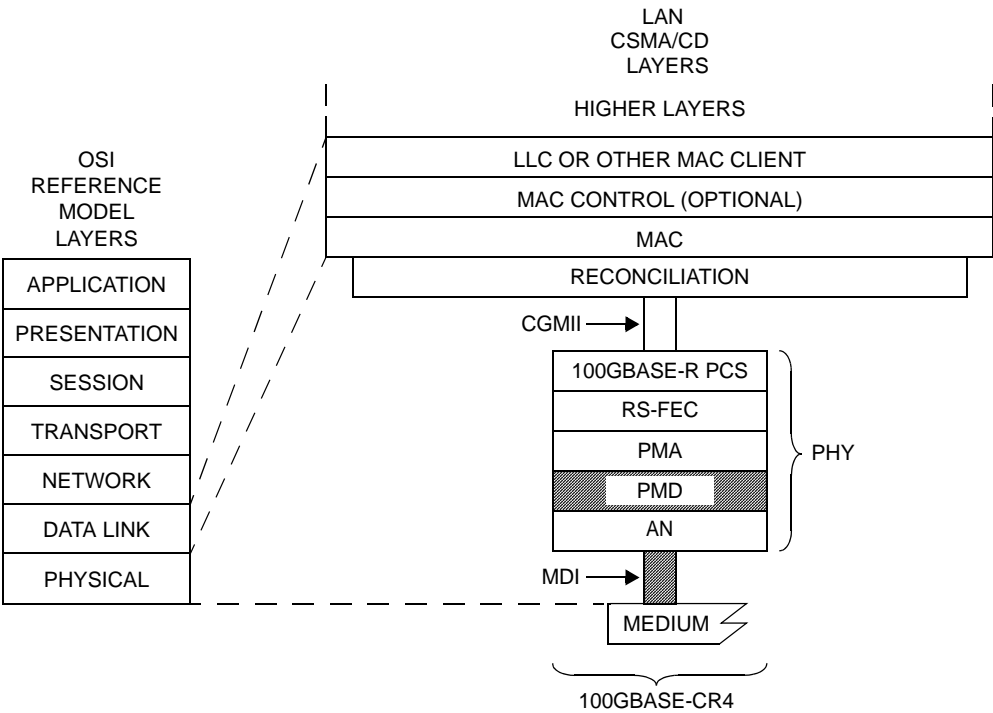 LAN
CSMA/CD
LAYERS
HIGHER LAYERS
LLC OR OTHER MAC CLIENT
MAC CONTROL (OPTIONAL)
MAC
RECONCILIATION
OSI
REFERENCE
MODEL
LAYERS
APPLICATION
PRESENTATION
SESSION
TRANSPORT
NETWORK
DATA LINK
PHYSICAL
CGMII
100GBASE-R PCS
RS-FEC
PMA
PMD
AN
PHY
MDI
MEDIUM
100GBASE-CR4